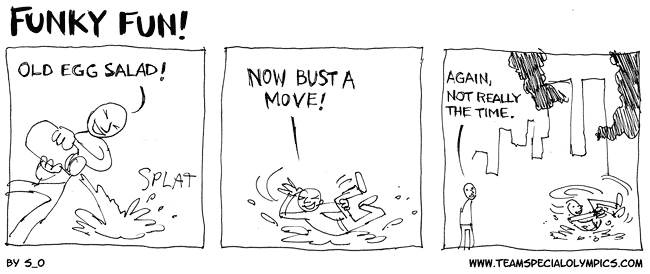 FUNKY FUN!
OLD EGG SALAD!
SPLAT
NOW BUST A
MOVE!
AGAIN,
NOT REALLY
THE TIME.
BY S_O
WWW.TEAMSPECIALOLYMPICS.COM